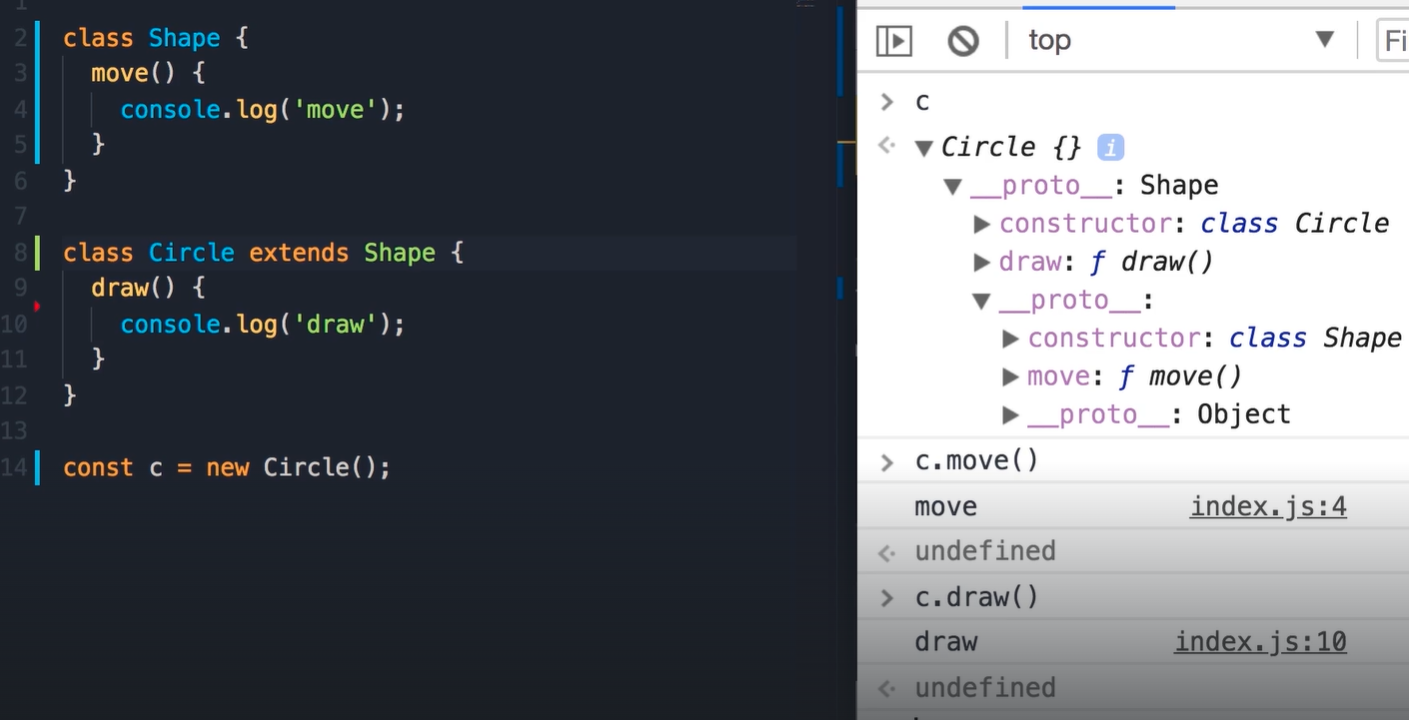 1
2 class Shape {
3 move() {
4 console.log('move');
5 }
6 }
7
8 class Circle extends Shape {
9 draw() {
10 console.log('draw');
11 }
12 }
13
14 const c = new Circle();
top
Fi
> c
Circle {} i
__proto__: Shape
constructor: class Circle
draw: ƒ draw()
__proto__:
constructor: class Shape
move: ƒ move()
__proto__: Object
> c.move()
move index.js:4
undefined
> c.draw()
draw index.js:10
undefined